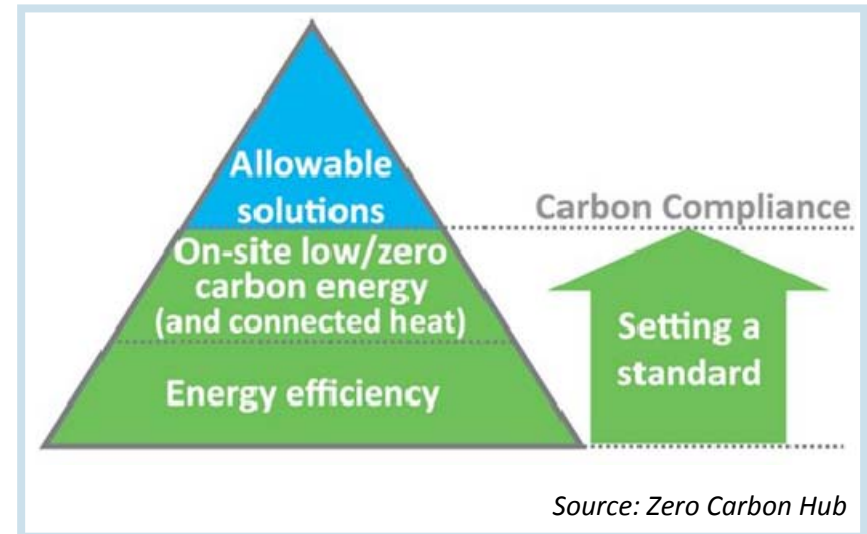 Allowable
solutions
Carbon Compliance
On-site low/zero
carbon energy
(and connected heat)
Setting a
standard
Energy efficiency
Source: Zero Carbon Hub